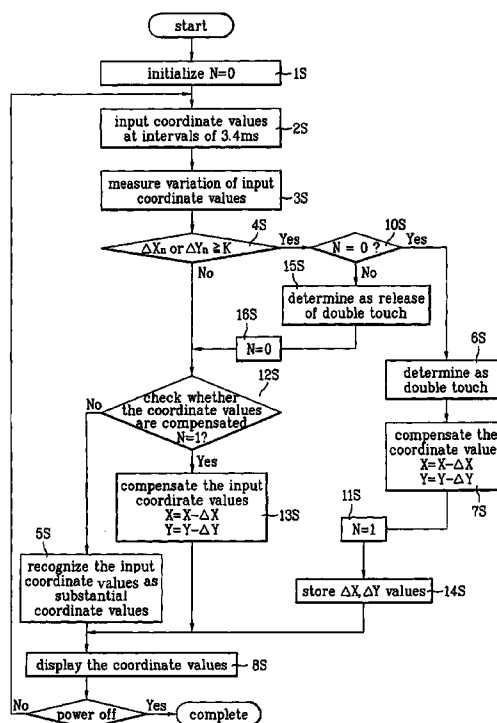 start
initialize N=0
1S
input coordinate values
at intervals of 3.4ms
2S
measure variation of input
coordinate values
3S
4S
ΔXn or ΔYn ≧ K
Yes
No
10S
N = 0 ?
Yes
No
15S
determine as release
of double touch
16S
N=0
6S
determine as
double touch
12S
check whether
the coordinate values
are compensated
N=1?
No
Yes
compensate the
coordinate value
X=X-ΔX
Y=Y-ΔY
7S
compensate the input
coordinate values
X=X-ΔX
Y=Y-ΔY
13S
11S
N=1
5S
recognize the input
coordinate values as
substantial
coordinate values
store ΔX,ΔY values
14S
display the coordinate values
8S
No
power off
Yes
complete